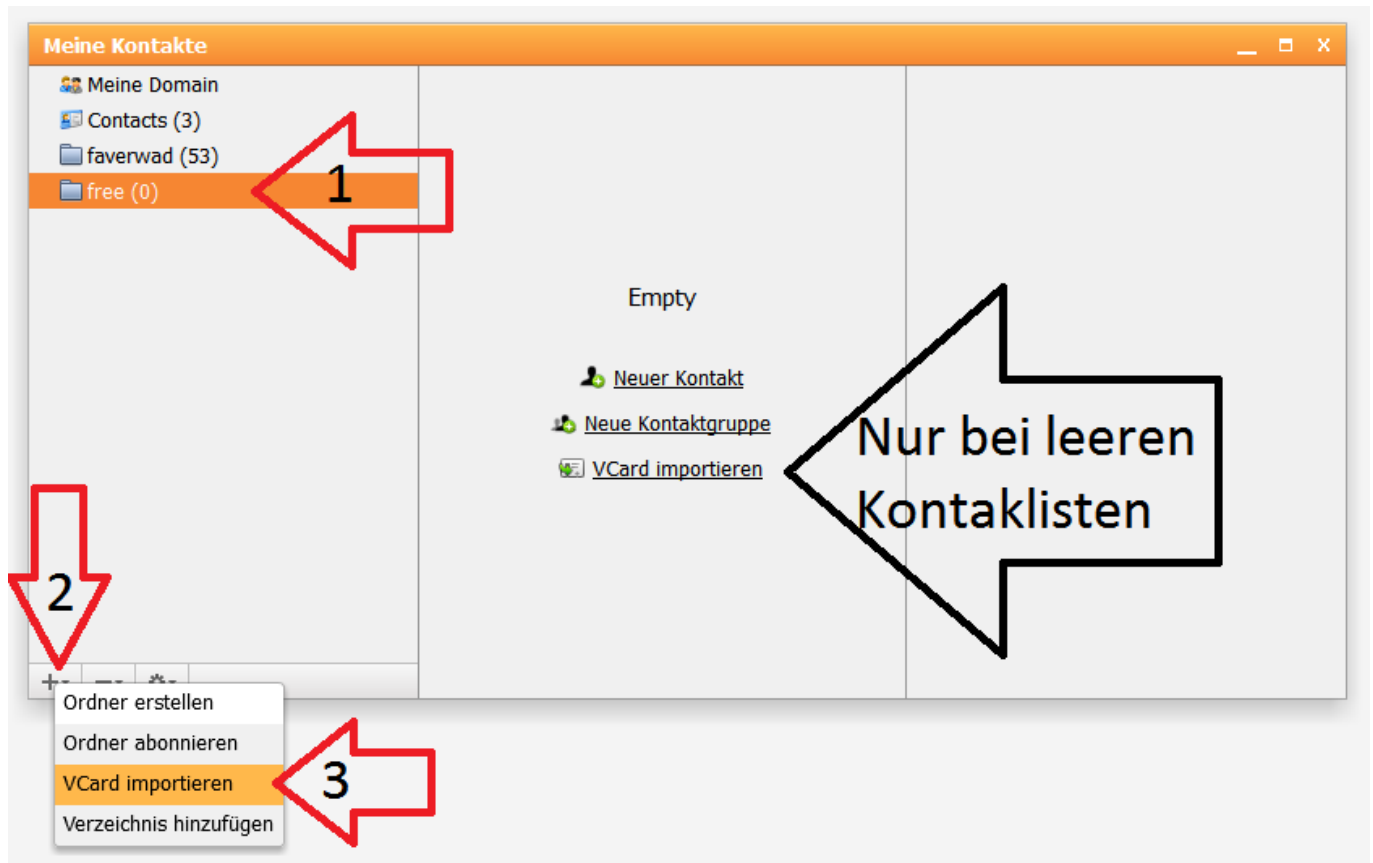 Meine Kontakte
Meine Domain
Contacts (3)
faverwad (53)
free (0)
1
Empty
Neuer Kontakt
Neue Kontaktgruppe
VCard importieren
Nur bei leeren
Kontaklisten
2
Ordner erstellen
Ordner abonnieren
VCard importieren
Verzeichnis hinzufügen
3